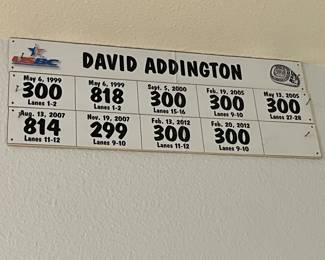 USBC
DAVID ADDINGTON
May 6, 1999
300
Lanes 1-2
May 6, 1999
818
Lanes 1-2
Sept. 5, 2000
300
Lanes 15-16
Feb. 19, 2005
300
Lanes 9-10
May 13, 2005
300
Lanes 27-28
Aug. 13, 2007
814
Lanes 11-12
Nov. 19, 2007
299
Lanes 9-10
Feb. 13, 2012
300
Lanes 11-12
Feb. 20, 2012
300
Lanes 9-10